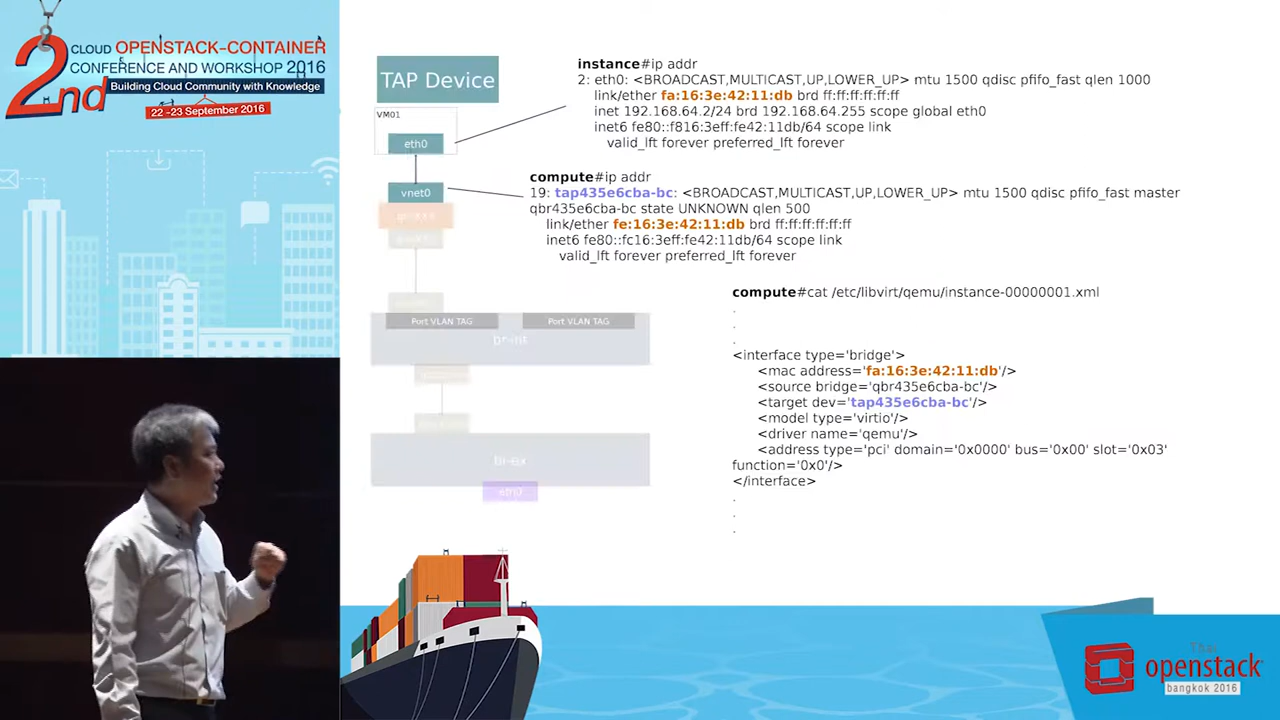 2nd
CLOUD OPENSTACK-CONTAINER
CONFERENCE AND WORKSHOP 2016
Building Cloud Community with Knowledge
22 -23 September 2016
TAP Device
VM01
eth0
vnet0
Port VLAN TAG
Port VLAN TAG
br-int
br-ex
eth0
instance#ip addr
2: eth0: <BROADCAST,MULTICAST,UP,LOWER_UP> mtu 1500 qdisc pfifo_fast qlen 1000
link/ether fa:16:3e:42:11:db brd ff:ff:ff:ff:ff:ff
inet 192.168.64.2/24 brd 192.168.64.255 scope global eth0
inet6 fe80::f816:3eff:fe42:11db/64 scope link
valid_lft forever preferred_lft forever
compute#ip addr
19: tap435e6cba-bc: <BROADCAST,MULTICAST,UP,LOWER_UP> mtu 1500 qdisc pfifo_fast master
qbr435e6cba-bc state UNKNOWN qlen 500
link/ether fe:16:3e:42:11:db brd ff:ff:ff:ff:ff:ff
inet6 fe80::fc16:3eff:fe42:11db/64 scope link
valid_lft forever preferred_lft forever
compute#cat /etc/libvirt/qemu/instance-00000001.xml
.
.
.
<interface type='bridge'>
<mac address='fa:16:3e:42:11:db'/>
<source bridge='qbr435e6cba-bc'/>
<target dev='tap435e6cba-bc'/>
<model type='virtio'/>
<driver name='qemu'/>
<address type='pci' domain='0x0000' bus='0x00' slot='0x03'
function='0x0'/>
</interface>
.
.
.
Thai
openstack
bangkok 2016